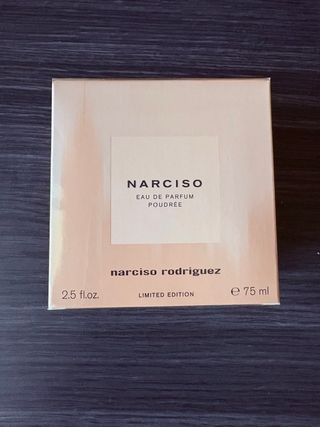 NARCISO
EAU DE PARFUM
POUDRÉE
narciso rodriguez
2.5 fl.oz. LIMITED EDITION ℮ 75 ml